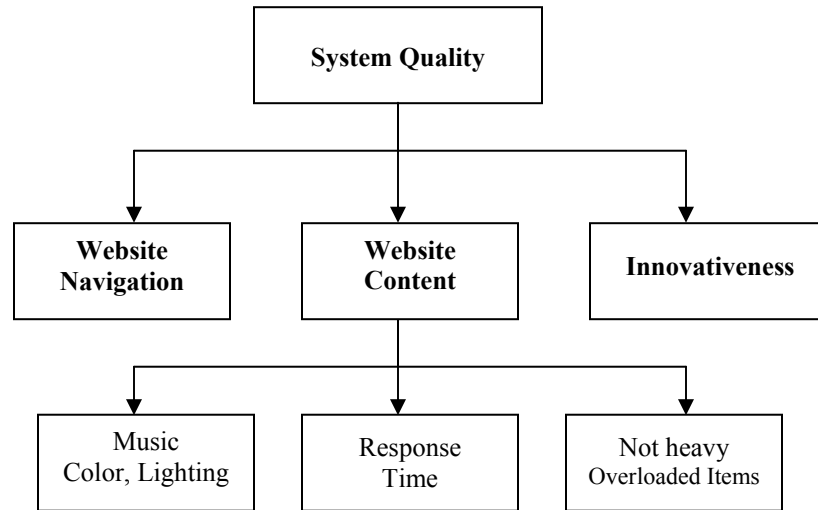 System Quality
Website
Navigation
Website
Content
Innovativeness
Music
Color, Lighting
Response
Time
Not heavy
Overloaded Items